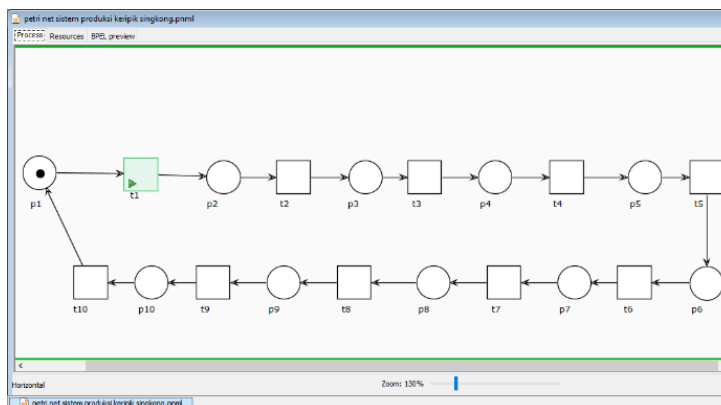 petri net sistem produksi keripik singkong.pnml
Process Resources BPEL preview
p1 t1 p2 t2 p3 t3 p4 t4 p5 t5
t10 p10 t9 p9 t8 p8 t7 p7 t6 p6
Horizontal Zoom: 130%
petri net sistem produksi keripik singkong.pnml